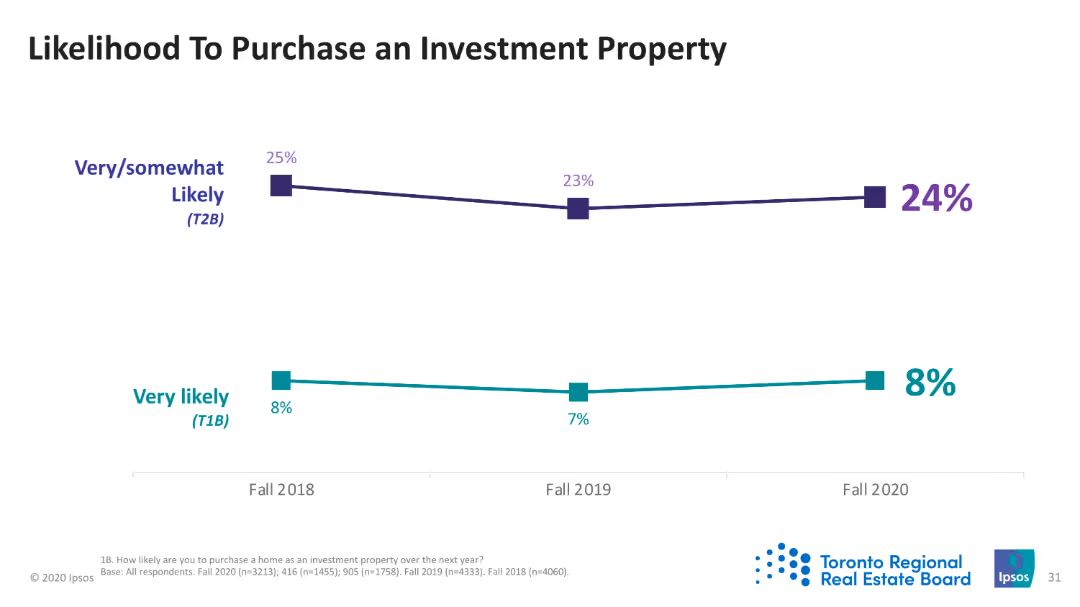 Likelihood To Purchase an Investment Property
Very/somewhat
Likely
(T2B)
25%
23%
24%
Very likely
(T1B)
8%
7%
8%
Fall 2018
Fall 2019
Fall 2020
© 2020 Ipsos
1B. How likely are you to purchase a home as an investment property over the next year?
Base: All respondents. Fall 2020 (n=3213); 416 (n=1455); 905 (n=1758). Fall 2019 (n=4333). Fall 2018 (n=4060).
Toronto Regional
Real Estate Board
Ipsos
31